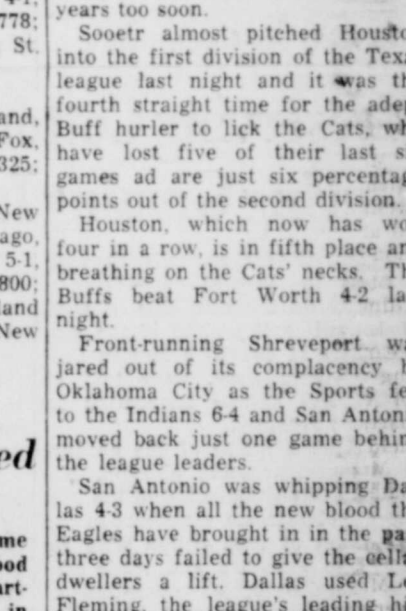 778;
St.
and,
Fox,
325;
New
ago,
5-1,
800;
land
New
ed
me
ood
art-
in
years too soon.
Sooetr almost pitched Housto
into the first division of the Tex
league last night and it was th
fourth straight time for the ade
Buff hurler to lick the Cats, wh
have lost five of their last s
games ad are just six percentag
points out of the second division.
Houston, which now has wo
four in a row, is in fifth place an
breathing on the Cats' necks. Th
Buffs beat Fort Worth 4-2 la
night.
Front-running Shreveport wa
jared out of its complacency b
Oklahoma City as the Sports fe
to the Indians 6-4 and San Anton
moved back just one game behin
the league leaders.
San Antonio was whipping Da
las 4-3 when all the new blood th
Eagles have brought in in the pa
three days failed to give the cella
dwellers a lift. Dallas used Le
Fleming, the league's leading hi